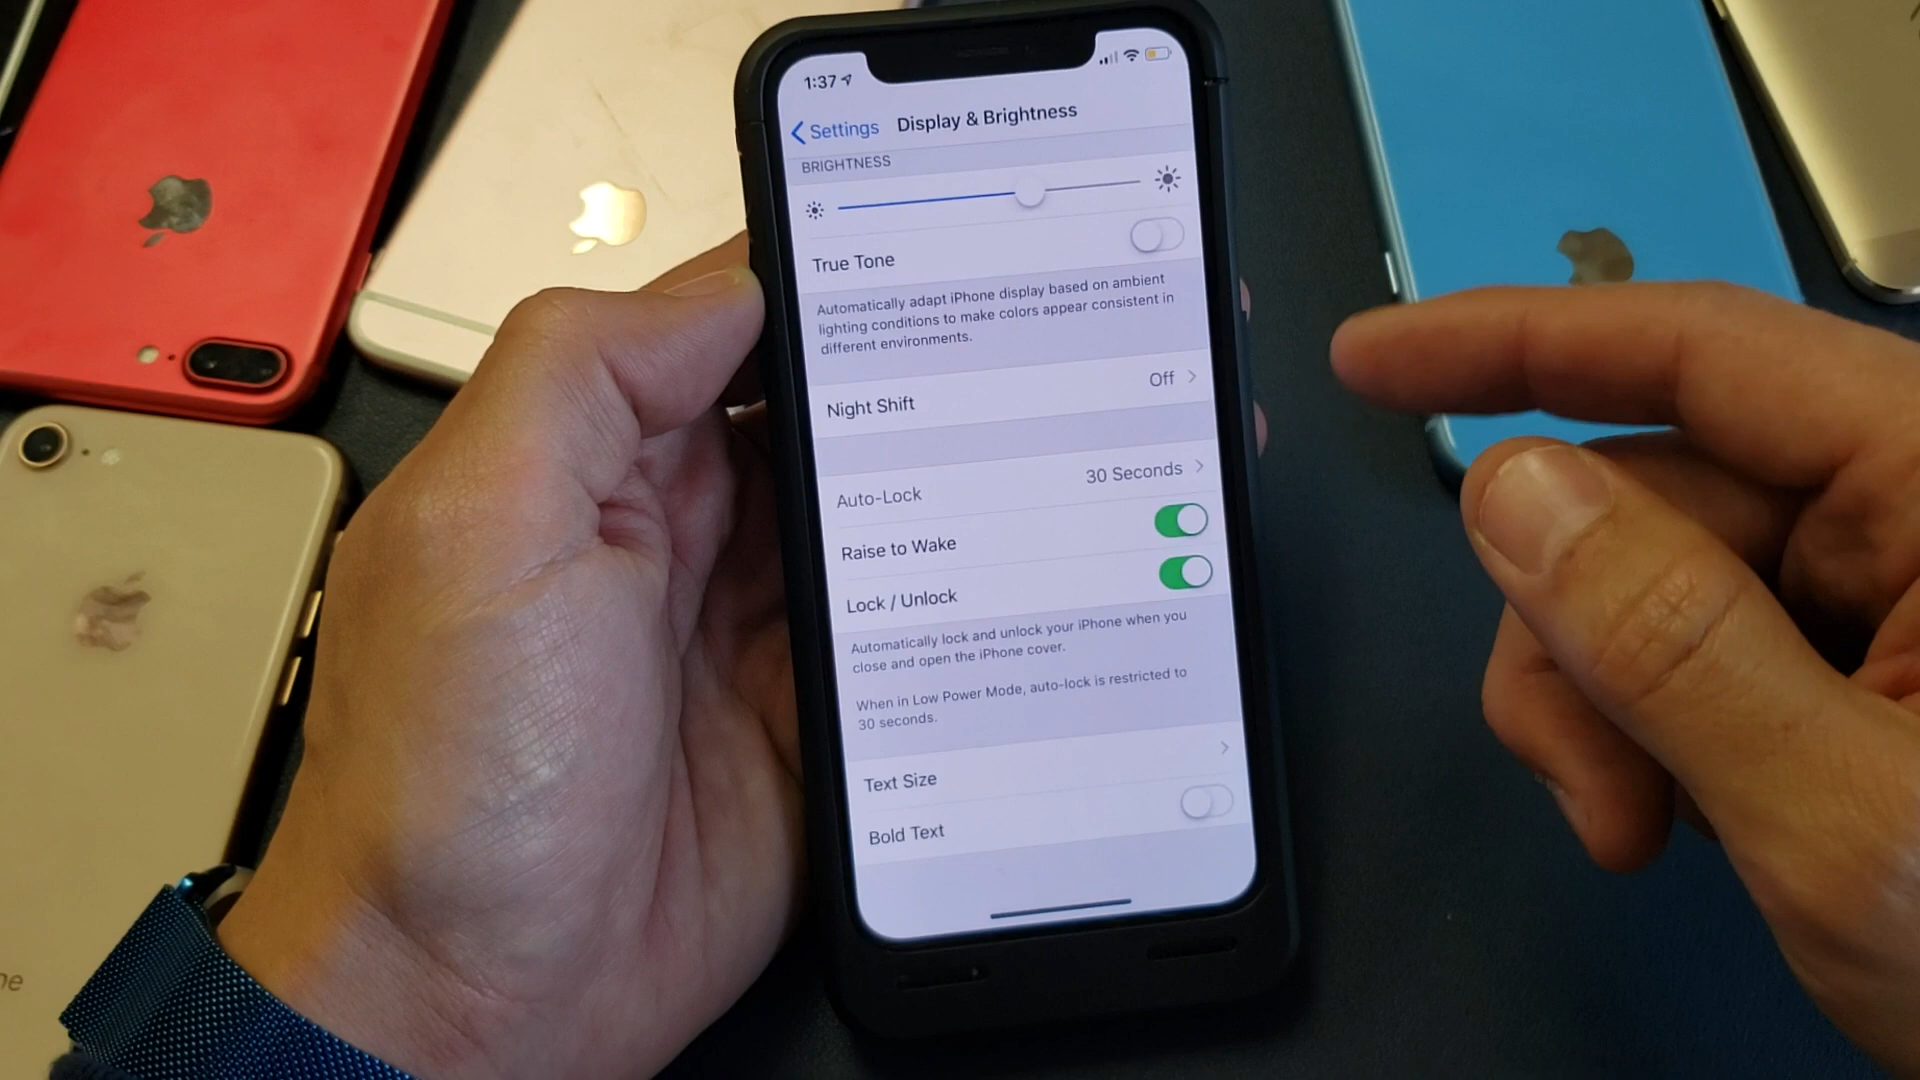 1:37
Settings Display & Brightness
BRIGHTNESS
True Tone
Automatically adapt iPhone display based on ambient
lighting conditions to make colors appear consistent in
different environments.
Night Shift Off
Auto-Lock 30 Seconds
Raise to Wake
Lock / Unlock
Automatically lock and unlock your iPhone when you
close and open the iPhone cover.
When in Low Power Mode, auto-lock is restricted to
30 seconds.
Text Size
Bold Text
ne